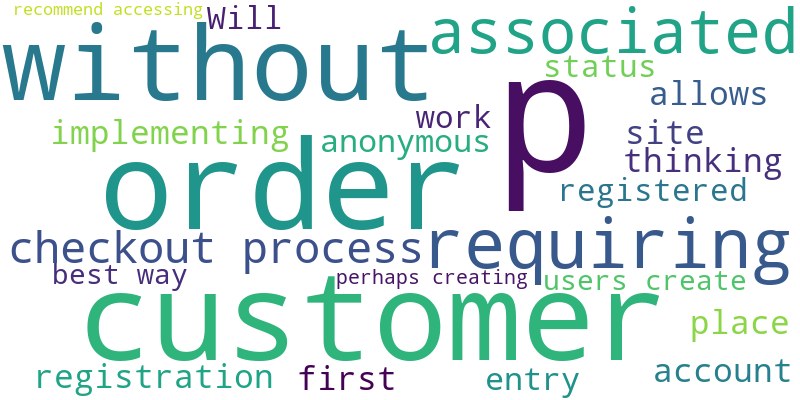 recommend accessing
will
without
associated
status
p
allows
implementing
work
anonymous
site
thinking
order
registered
checkout process
requiring
best way
perhaps creating
users create
customer
place
registration
first
entry
account